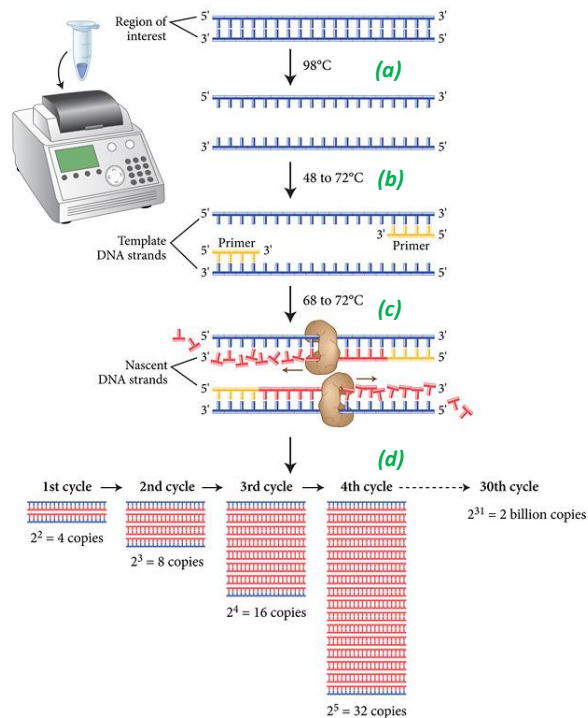 Region of
interest
5'
3'
3'
5'
98°C
(a)
5'
3'
3'
5'
48 to 72°C
(b)
5'
3'
3'
5'
Primer
Template
DNA strands
Primer
5'
3'
3'
5'
68 to 72°C
(c)
5'
3'
3'
5'
Nascent
DNA strands
5'
3'
3'
5'
(d)
1st cycle
2nd cycle
3rd cycle
4th cycle
30th cycle
2² = 4 copies
2³ = 8 copies
2⁴ = 16 copies
2⁵ = 32 copies
2³¹ = 2 billion copies